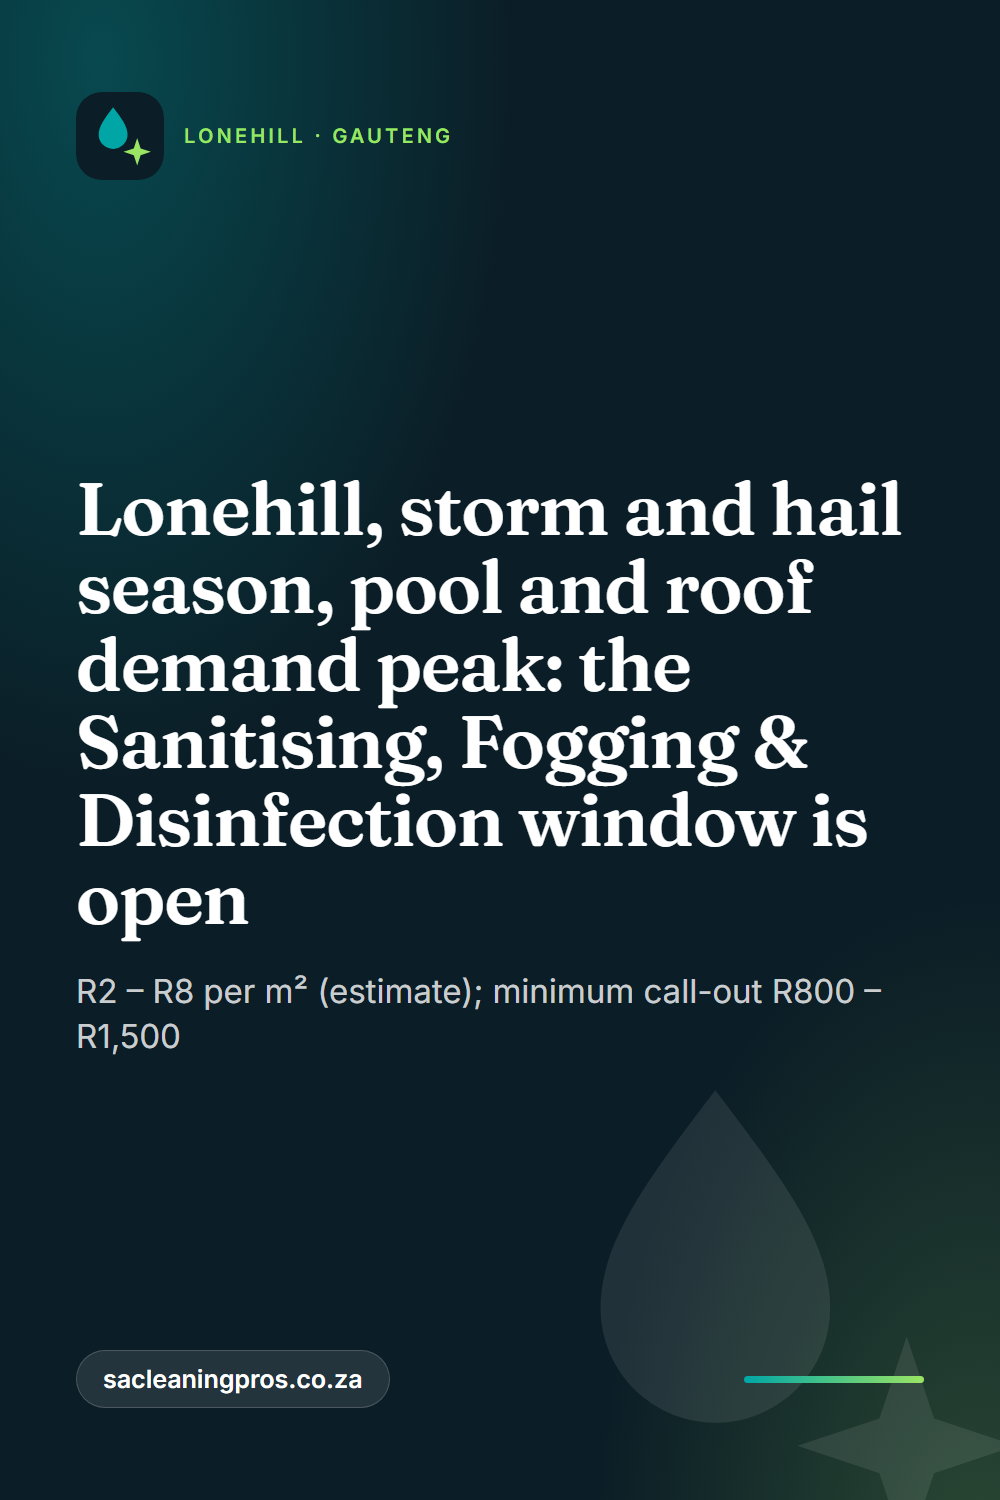 LONEHILL · GAUTENG
Lonehill, storm and hail
season, pool and roof
demand peak: the
Sanitising, Fogging &
Disinfection window is
open
R2 – R8 per m² (estimate); minimum call-out R800 –
R1,500
sacleaningpros.co.za